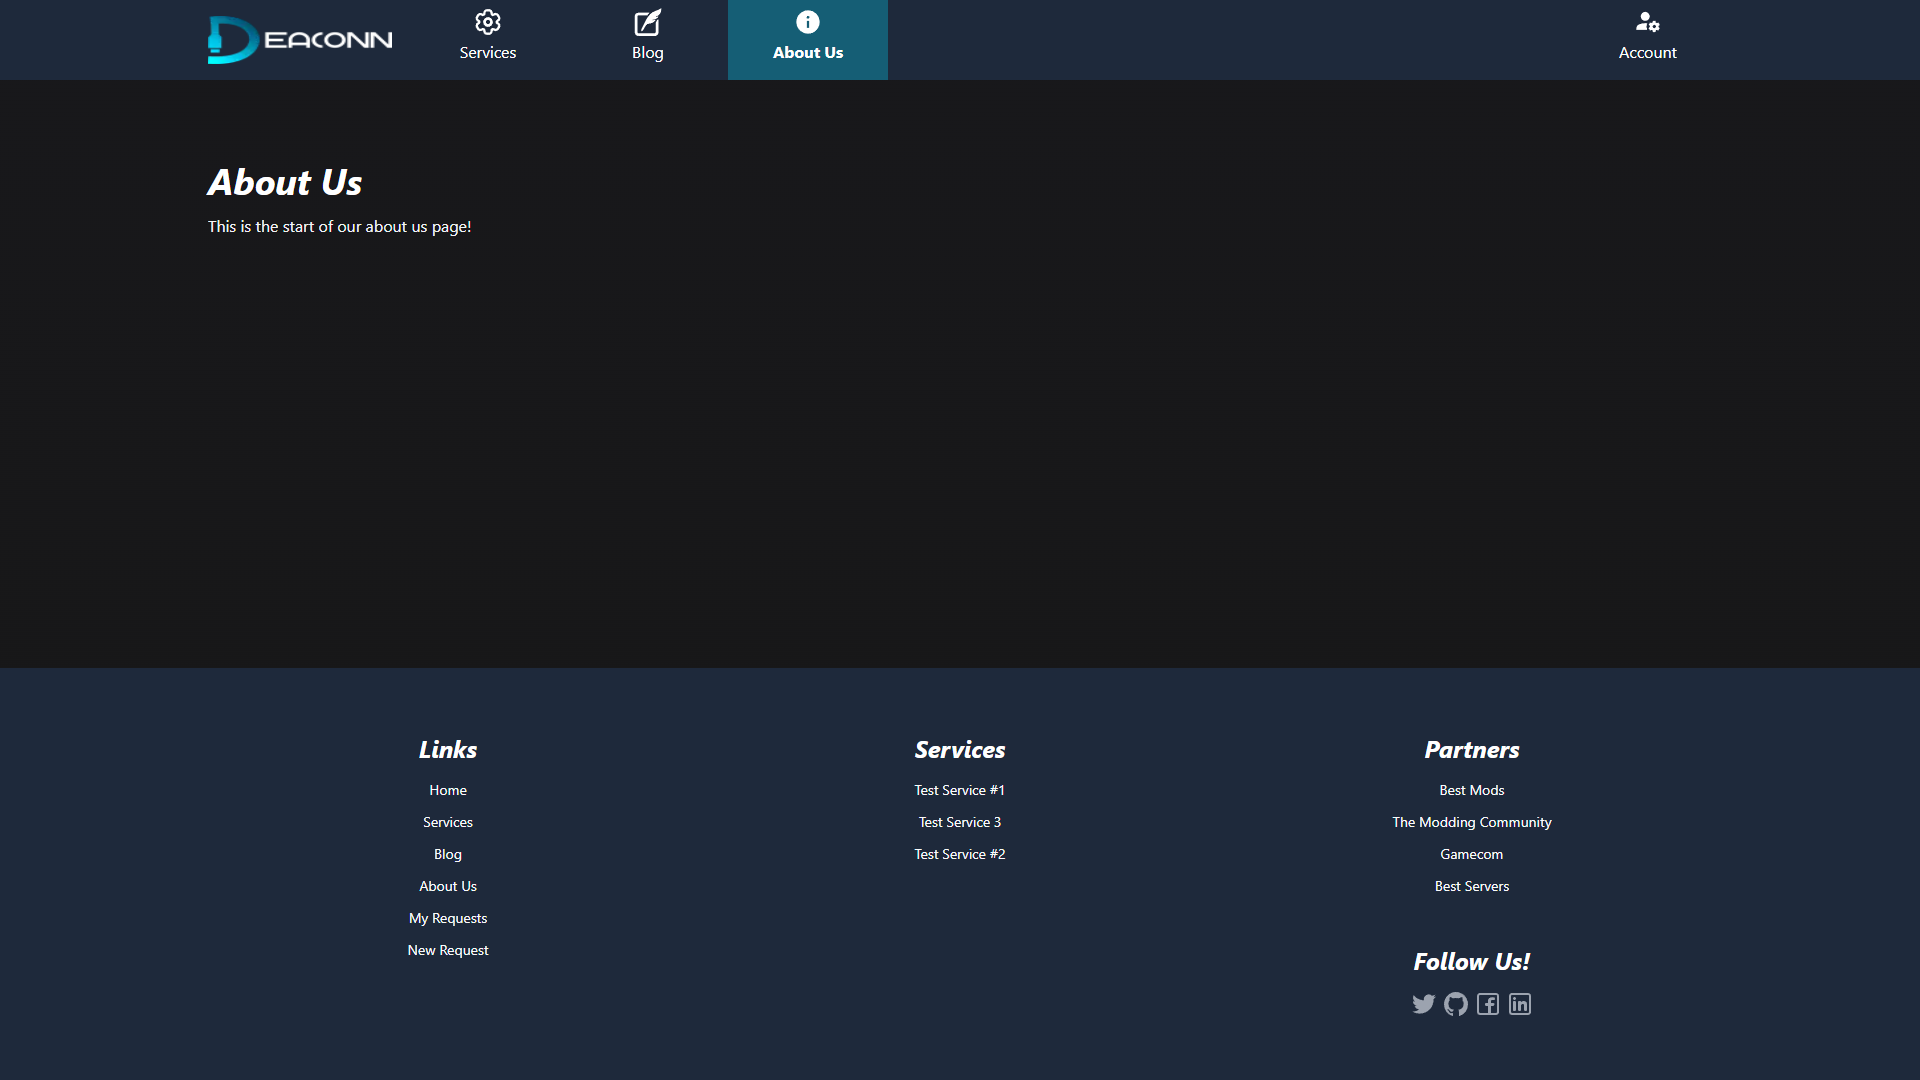 DEACONN
Services
Blog
About Us
Account
About Us
This is the start of our about us page!
Links
Home
Services
Blog
About Us
My Requests
New Request
Services
Test Service #1
Test Service 3
Test Service #2
Partners
Best Mods
The Modding Community
Gamecom
Best Servers
Follow Us!